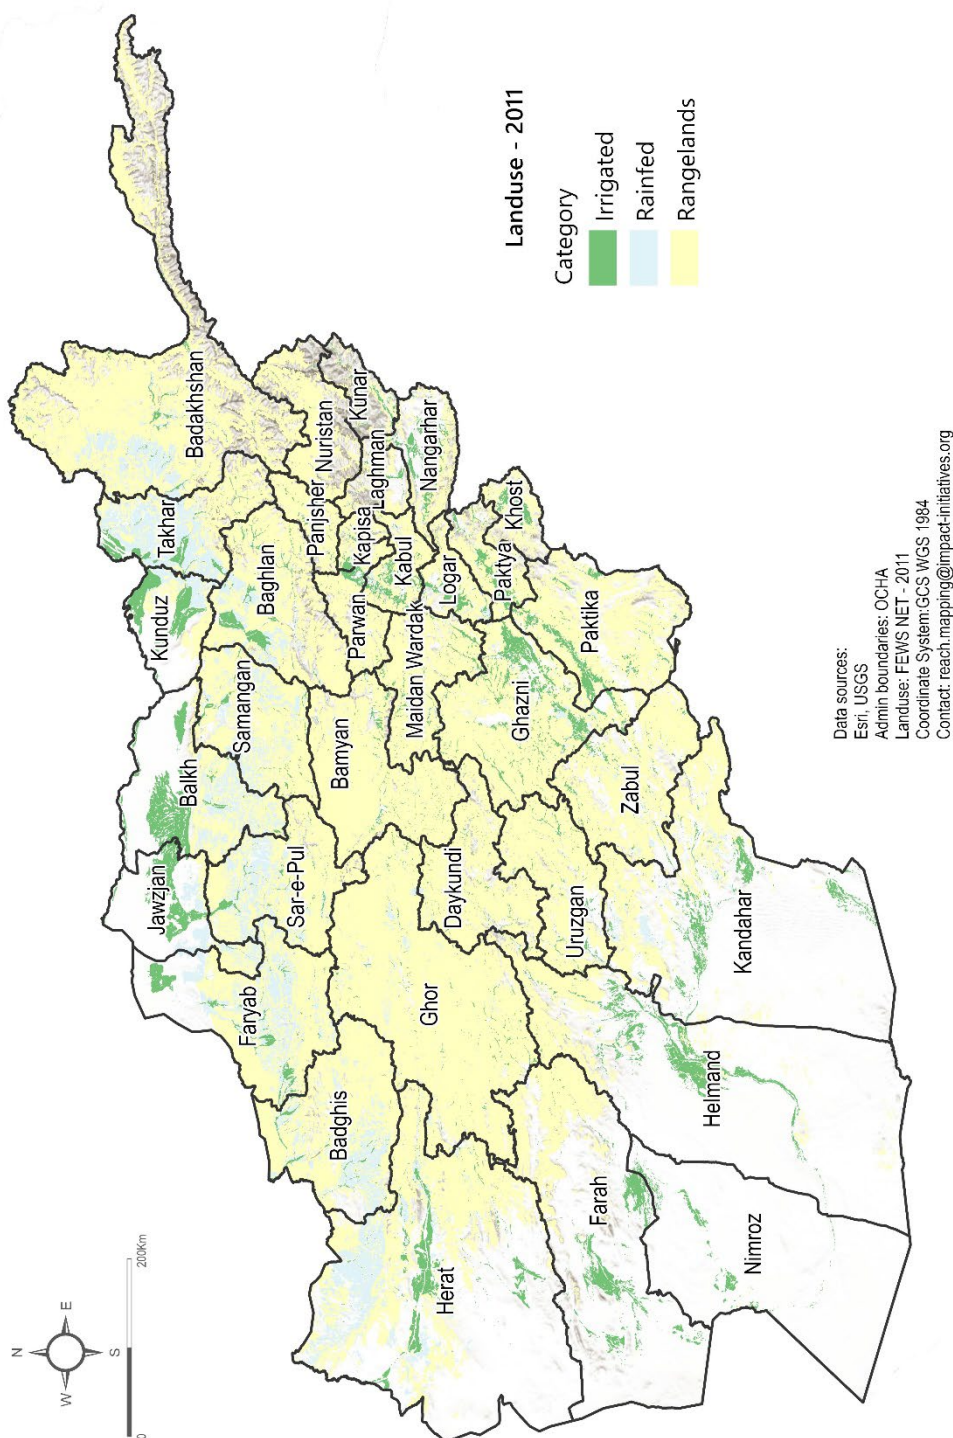 N
W
E
S
0
200Km
Landuse - 2011
Category
Irrigated
Rainfed
Rangelands
Badakhshan
Takhar
Kunduz
Balkh
Jawzjan
Faryab
Sar-e-Pul
Samangan
Baghlan
Panjsher
Nuristan
Kunar
Laghman
Kapisa
Parwan
Kabul
Nangarhar
Bamyan
Maidan Wardak
Logar
Paktya
Khost
Badghis
Herat
Ghor
Daykundi
Ghazni
Paktika
Uruzgan
Zabul
Farah
Nimroz
Helmand
Kandahar
Data sources:
Esri, USGS
Admin boundaries: OCHA
Landuse: FEWS NET - 2011
Coordinate System:GCS WGS 1984
Contact: reach.mapping@impact-initiatives.org